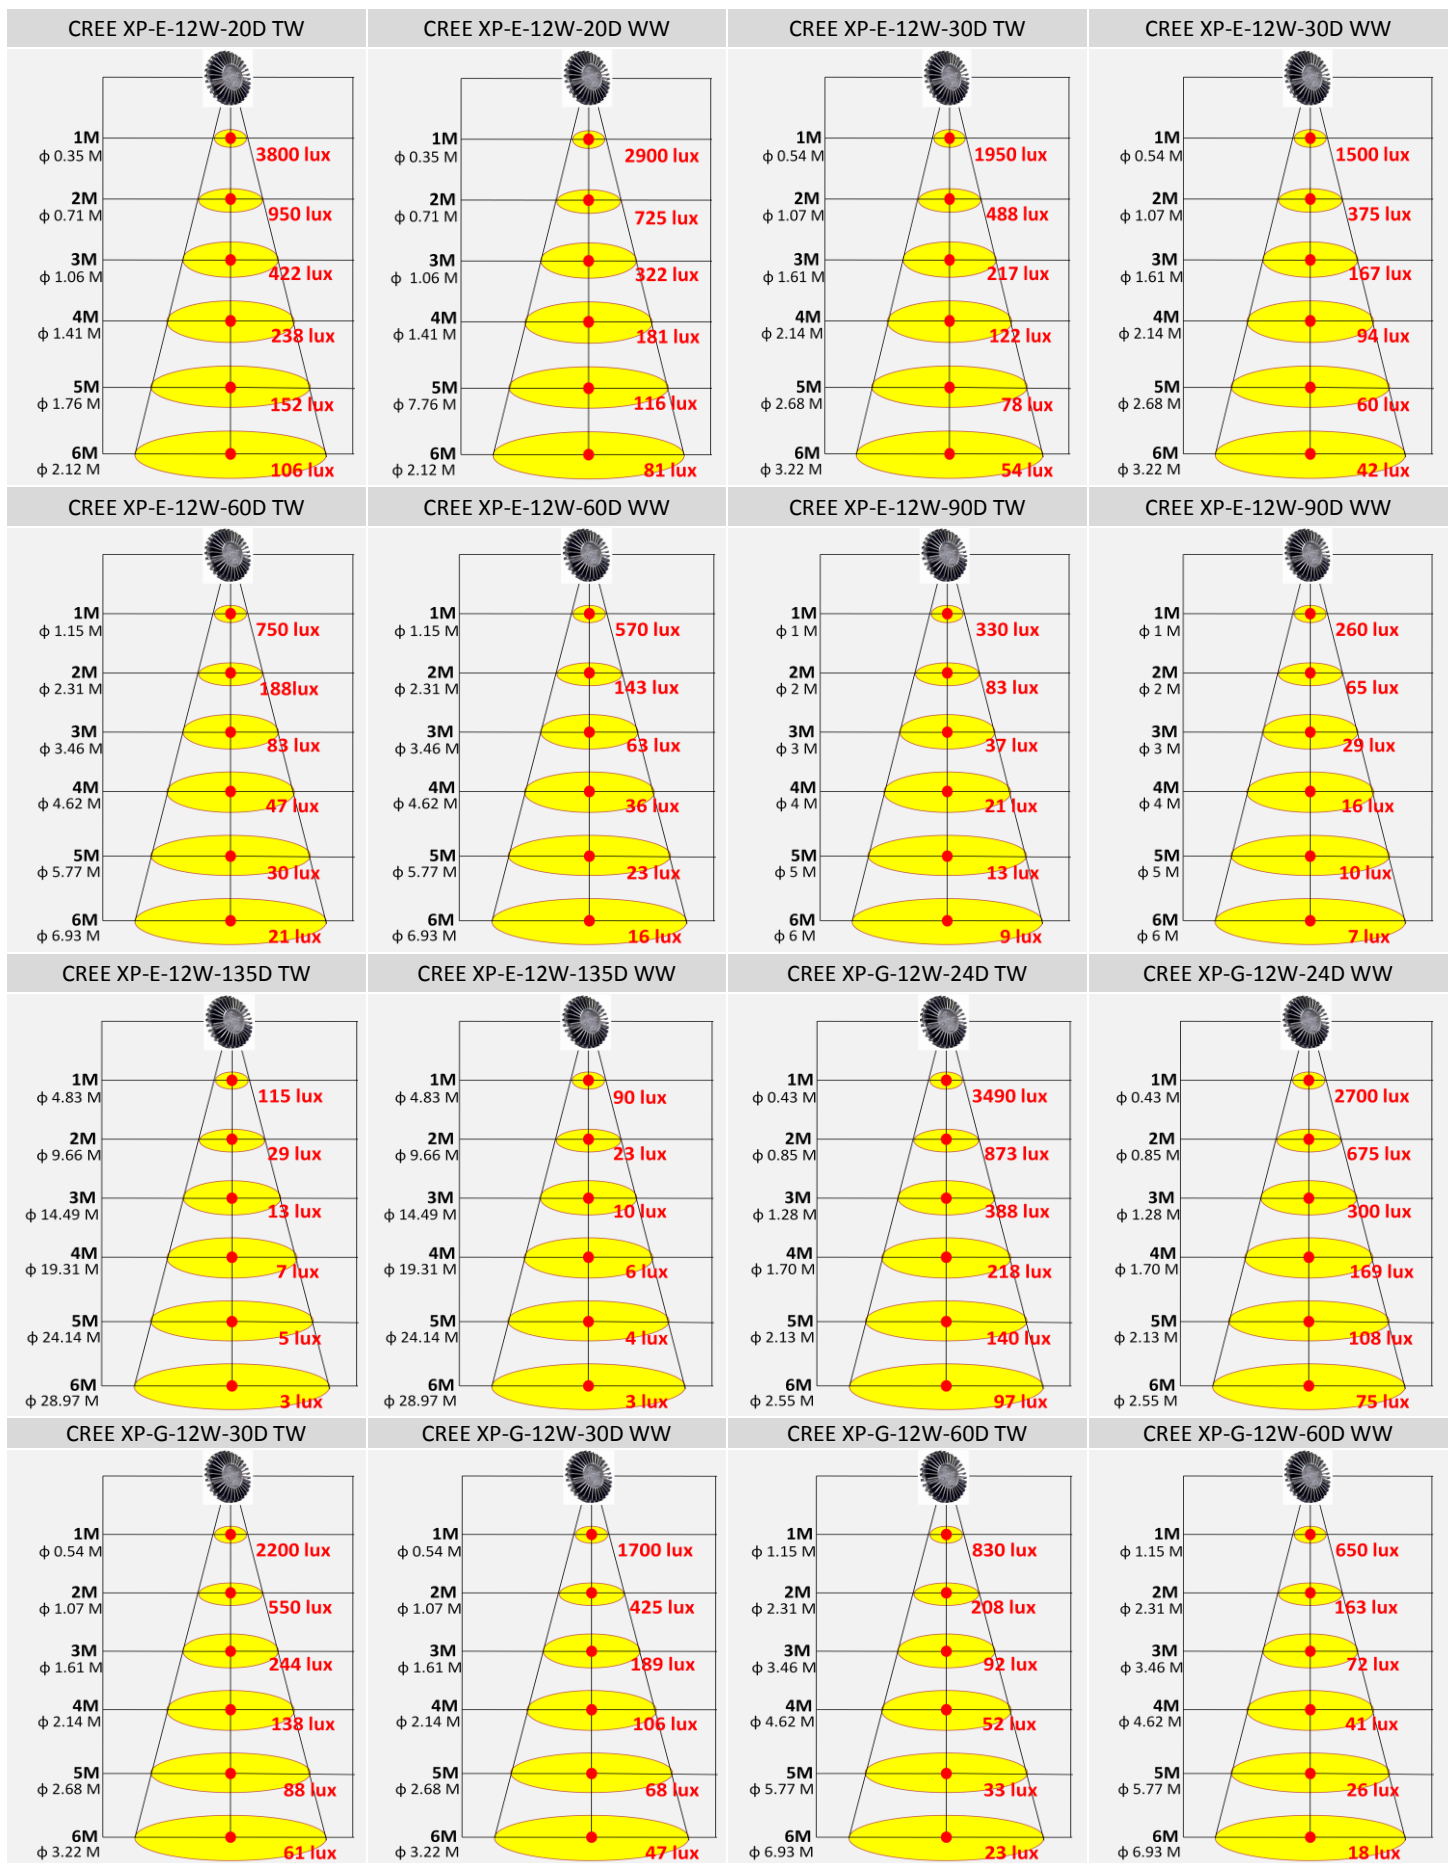 CREE XP-E-12W-20D TW
CREE XP-E-12W-20D WW
CREE XP-E-12W-30D TW
CREE XP-E-12W-30D WW
1M
φ 0.35 M
3800 lux
2M
φ 0.71 M
950 lux
3M
φ 1.06 M
422 lux
4M
φ 1.41 M
238 lux
5M
φ 1.76 M
152 lux
6M
φ 2.12 M
106 lux
1M
φ 0.35 M
2900 lux
2M
φ 0.71 M
725 lux
3M
φ 1.06 M
322 lux
4M
φ 1.41 M
181 lux
5M
φ 7.76 M
116 lux
6M
φ 2.12 M
81 lux
1M
φ 0.54 M
1950 lux
2M
φ 1.07 M
488 lux
3M
φ 1.61 M
217 lux
4M
φ 2.14 M
122 lux
5M
φ 2.68 M
78 lux
6M
φ 3.22 M
54 lux
1M
φ 0.54 M
1500 lux
2M
φ 1.07 M
375 lux
3M
φ 1.61 M
167 lux
4M
φ 2.14 M
94 lux
5M
φ 2.68 M
60 lux
6M
φ 3.22 M
42 lux
CREE XP-E-12W-60D TW
CREE XP-E-12W-60D WW
CREE XP-E-12W-90D TW
CREE XP-E-12W-90D WW
1M
φ 1.15 M
750 lux
2M
φ 2.31 M
188lux
3M
φ 3.46 M
83 lux
4M
φ 4.62 M
47 lux
5M
φ 5.77 M
30 lux
6M
φ 6.93 M
21 lux
1M
φ 1.15 M
570 lux
2M
φ 2.31 M
143 lux
3M
φ 3.46 M
63 lux
4M
φ 4.62 M
36 lux
5M
φ 5.77 M
23 lux
6M
φ 6.93 M
16 lux
1M
φ 1 M
330 lux
2M
φ 2 M
83 lux
3M
φ 3 M
37 lux
4M
φ 4 M
21 lux
5M
φ 5 M
13 lux
6M
φ 6 M
9 lux
1M
φ 1 M
260 lux
2M
φ 2 M
65 lux
3M
φ 3 M
29 lux
4M
φ 4 M
16 lux
5M
φ 5 M
10 lux
6M
φ 6 M
7 lux
CREE XP-E-12W-135D TW
CREE XP-E-12W-135D WW
CREE XP-G-12W-24D TW
CREE XP-G-12W-24D WW
1M
φ 4.83 M
115 lux
2M
φ 9.66 M
29 lux
3M
φ 14.49 M
13 lux
4M
φ 19.31 M
7 lux
5M
φ 24.14 M
5 lux
6M
φ 28.97 M
3 lux
1M
φ 4.83 M
90 lux
2M
φ 9.66 M
23 lux
3M
φ 14.49 M
10 lux
4M
φ 19.31 M
6 lux
5M
φ 24.14 M
4 lux
6M
φ 28.97 M
3 lux
1M
φ 0.43 M
3490 lux
2M
φ 0.85 M
873 lux
3M
φ 1.28 M
388 lux
4M
φ 1.70 M
218 lux
5M
φ 2.13 M
140 lux
6M
φ 2.55 M
97 lux
1M
φ 0.43 M
2700 lux
2M
φ 0.85 M
675 lux
3M
φ 1.28 M
300 lux
4M
φ 1.70 M
169 lux
5M
φ 2.13 M
108 lux
6M
φ 2.55 M
75 lux
CREE XP-G-12W-30D TW
CREE XP-G-12W-30D WW
CREE XP-G-12W-60D TW
CREE XP-G-12W-60D WW
1M
φ 0.54 M
2200 lux
2M
φ 1.07 M
550 lux
3M
φ 1.61 M
244 lux
4M
φ 2.14 M
138 lux
5M
φ 2.68 M
88 lux
6M
φ 3.22 M
61 lux
1M
φ 0.54 M
1700 lux
2M
φ 1.07 M
425 lux
3M
φ 1.61 M
189 lux
4M
φ 2.14 M
106 lux
5M
φ 2.68 M
68 lux
6M
φ 3.22 M
47 lux
1M
φ 1.15 M
830 lux
2M
φ 2.31 M
208 lux
3M
φ 3.46 M
92 lux
4M
φ 4.62 M
52 lux
5M
φ 5.77 M
33 lux
6M
φ 6.93 M
23 lux
1M
φ 1.15 M
650 lux
2M
φ 2.31 M
163 lux
3M
φ 3.46 M
72 lux
4M
φ 4.62 M
41 lux
5M
φ 5.77 M
26 lux
6M
φ 6.93 M
18 lux